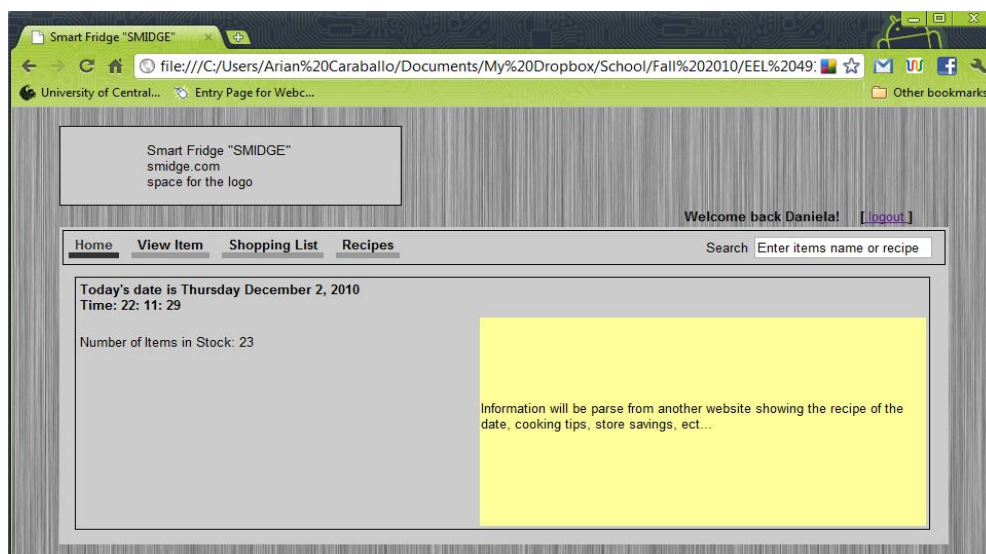 Smart Fridge "SMIDGE"
file:///C:/Users/Arian%20Caraballo/Documents/My%20Dropbox/School/Fall%202010/EEL%2049
University of Central... Entry Page for Webc... Other bookmarks
Smart Fridge "SMIDGE"
smidge.com
space for the logo
Welcome back Daniela! [ logout ]
Home View Item Shopping List Recipes Search Enter items name or recipe
Today's date is Thursday December 2, 2010
Time: 22: 11: 29
Number of Items in Stock: 23
Information will be parse from another website showing the recipe of the
date, cooking tips, store savings, ect...